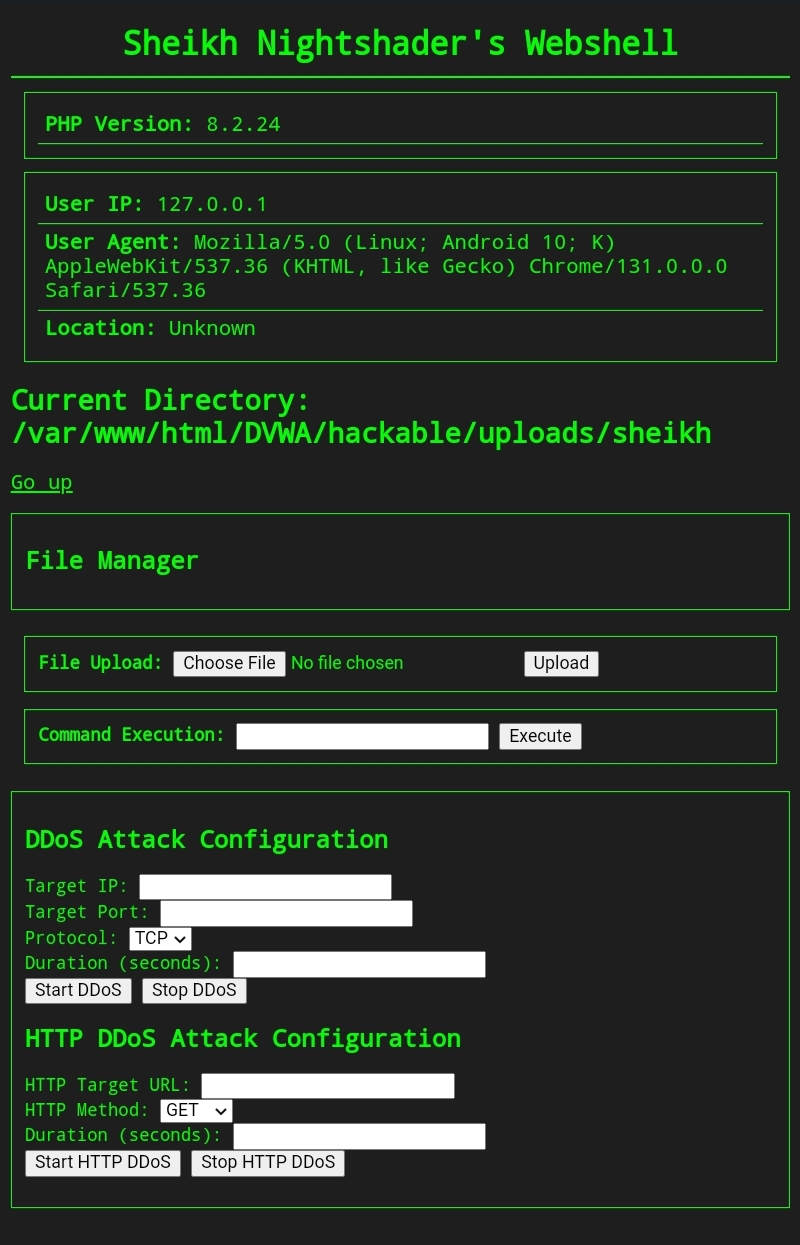 Sheikh Nightshader's Webshell
PHP Version: 8.2.24
User IP: 127.0.0.1
User Agent: Mozilla/5.0 (Linux; Android 10; K)
AppleWebKit/537.36 (KHTML, like Gecko) Chrome/131.0.0.0
Safari/537.36
Location: Unknown
Current Directory:
/var/www/html/DVWA/hackable/uploads/sheikh
Go up
File Manager
File Upload: Choose File No file chosen Upload
Command Execution: Execute
DDoS Attack Configuration
Target IP:
Target Port:
Protocol: TCP
Duration (seconds):
Start DDoS Stop DDoS
HTTP DDoS Attack Configuration
HTTP Target URL:
HTTP Method: GET
Duration (seconds):
Start HTTP DDoS Stop HTTP DDoS